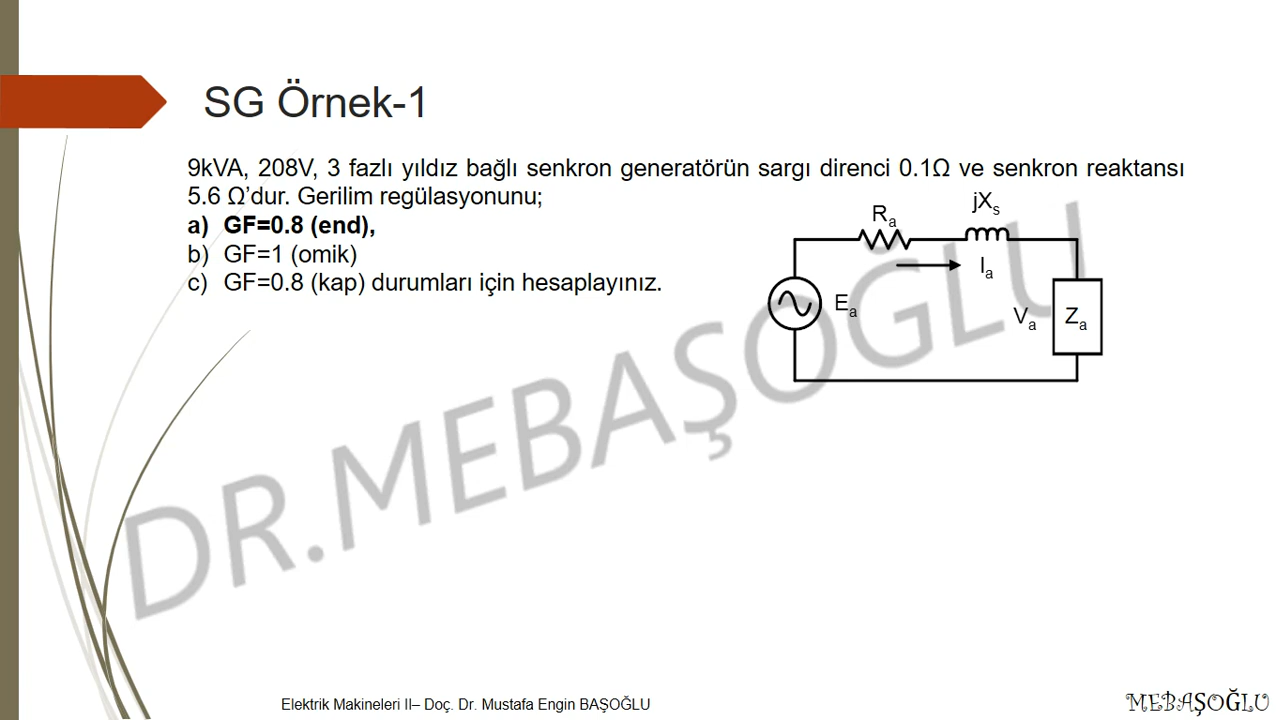 SG Örnek-1
9kVA, 208V, 3 fazlı yıldız bağlı senkron generatörün sargı direnci 0.1Ω ve senkron reaktansı
5.6 Ω’dur. Gerilim regülasyonunu;
a) GF=0.8 (end),
b) GF=1 (omik)
c) GF=0.8 (kap) durumları için hesaplayınız.
Ra
jXs
Ia
Ea
Va
Za
DR.MEBAŞOĞLU
Elektrik Makineleri II– Doç. Dr. Mustafa Engin BAŞOĞLU
MEBAŞOĞLU